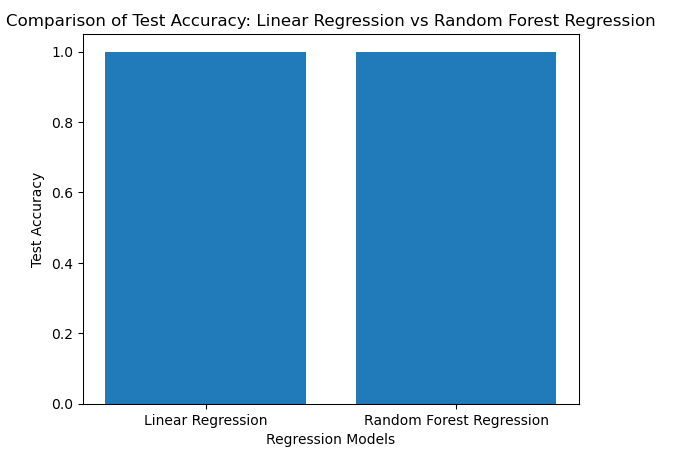 Comparison of Test Accuracy: Linear Regression vs Random Forest Regression
1.0
0.8
0.6
0.4
0.2
0.0
Test Accuracy
Linear Regression
Random Forest Regression
Regression Models